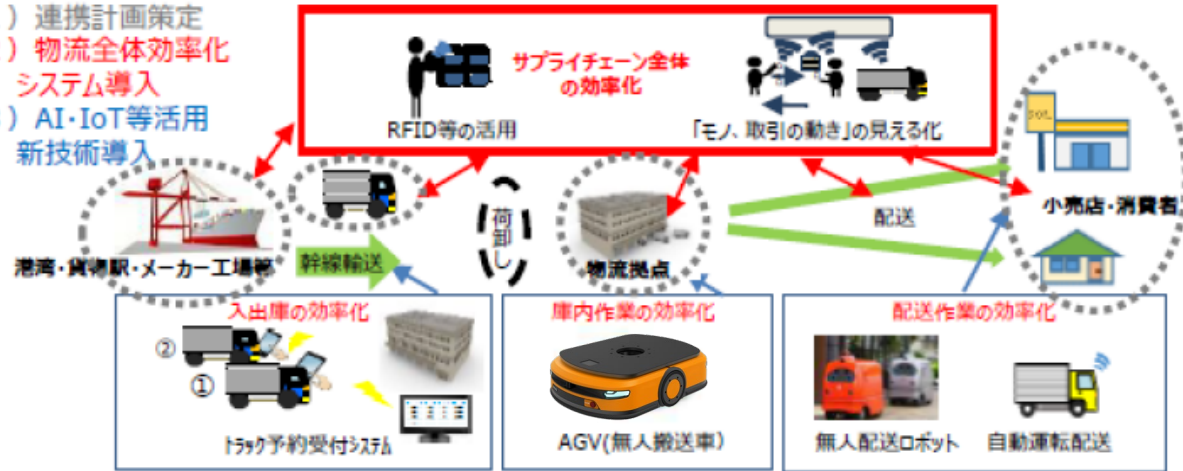 ）連携計画策定
）物流全体効率化
システム導入
）AI・IoT等活用
新技術導入
サプライチェーン全体
の効率化
RFID等の活用
「モノ、取引の動き」の見える化
港湾・貨物駅・メーカー工場等
幹線輸送
荷卸し
物流拠点
配送
小売店・消費者
入出庫の効率化
②
①
トラック予約受付システム
庫内作業の効率化
AGV(無人搬送車)
配送作業の効率化
無人配送ロボット
自動運転配送